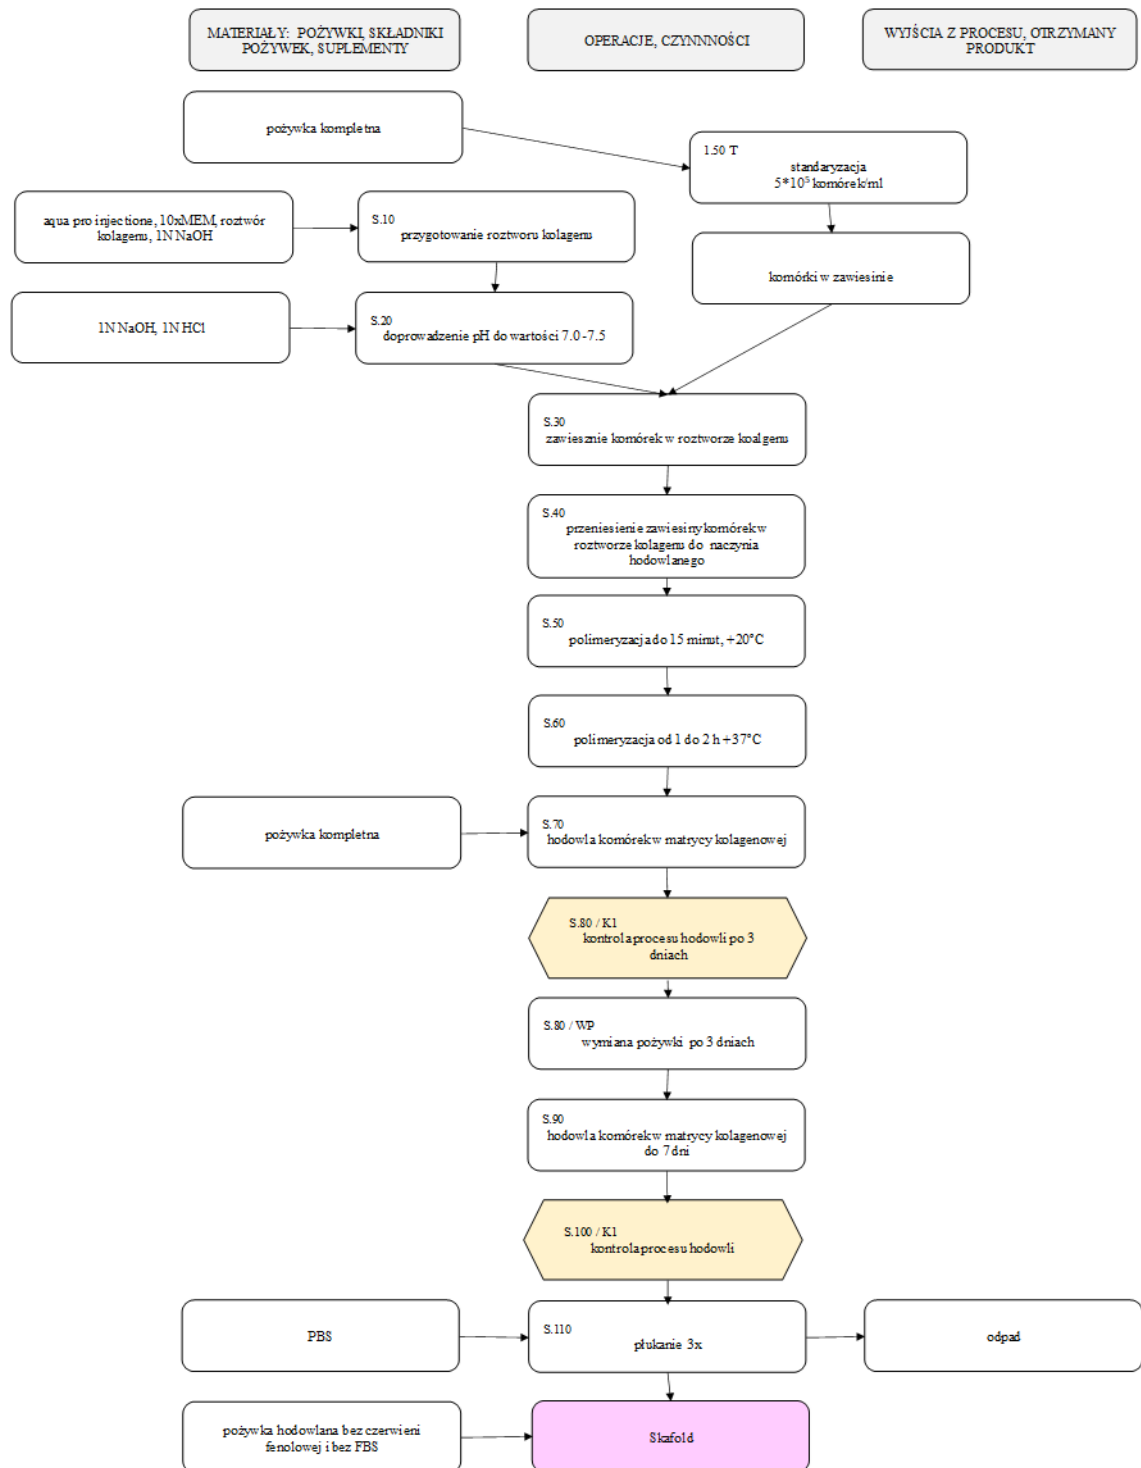 MATERIAŁY: POŻYWKI, SKŁADNIKI
POŻYWEK, SUPLEMENTY
OPERACJE, CZYNNNOŚCI
WYJŚCIA Z PROCESU, OTRZYMANY
PRODUKT
pożywka kompletna
1.50 T
standaryzacja
5*10⁵ komórek/ml
aqua pro injectione, 10xMEM, roztwór
kolagenu, 1N NaOH
S.10
przygotowanie roztworu kolagenu
komórki w zawiesinie
1N NaOH, 1N HCl
S.20
doprowadzenie pH do wartości 7.0 -7.5
S.30
zawiesznie komórek w roztworze koalgenu
S.40
przeniesienie zawiesiny komórek w
roztworze kolagenu do naczynia
hodowlanego
S.50
polimeryzacja do 15 minut, +20°C
S.60
polimeryzacja od 1 do 2 h +37°C
pożywka kompletna
S.70
hodowla komórek w matrycy kolagenowej
S.80 / K1
kontrola procesu hodowli po 3
dniach
S.80 / WP
wymiana pożywki po 3 dniach
S.90
hodowla komórek w matrycy kolagenowej
do 7 dni
S.100 / K1
kontrola procesu hodowli
PBS
S.110
płukanie 3x
odpad
pożywka hodowlana bez czerwieni
fenolowej i bez FBS
Skafold